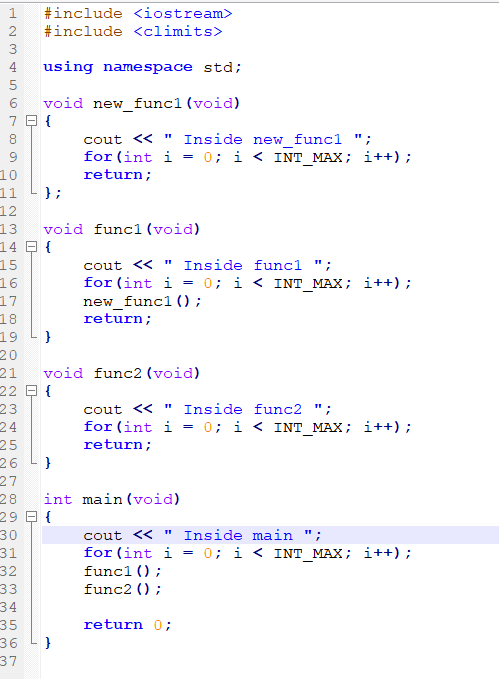 1 #include <iostream>
2 #include <climits>
3
4 using namespace std;
5
6 void new_func1(void)
7 {
8 cout << " Inside new_func1 ";
9 for(int i = 0; i < INT_MAX; i++);
10 return;
11 };
12
13 void func1(void)
14 {
15 cout << " Inside func1 ";
16 for(int i = 0; i < INT_MAX; i++);
17 new_func1();
18 return;
19 }
20
21 void func2(void)
22 {
23 cout << " Inside func2 ";
24 for(int i = 0; i < INT_MAX; i++);
25 return;
26 }
27
28 int main(void)
29 {
30 cout << " Inside main ";
31 for(int i = 0; i < INT_MAX; i++);
32 func1();
33 func2();
34
35 return 0;
36 }
37